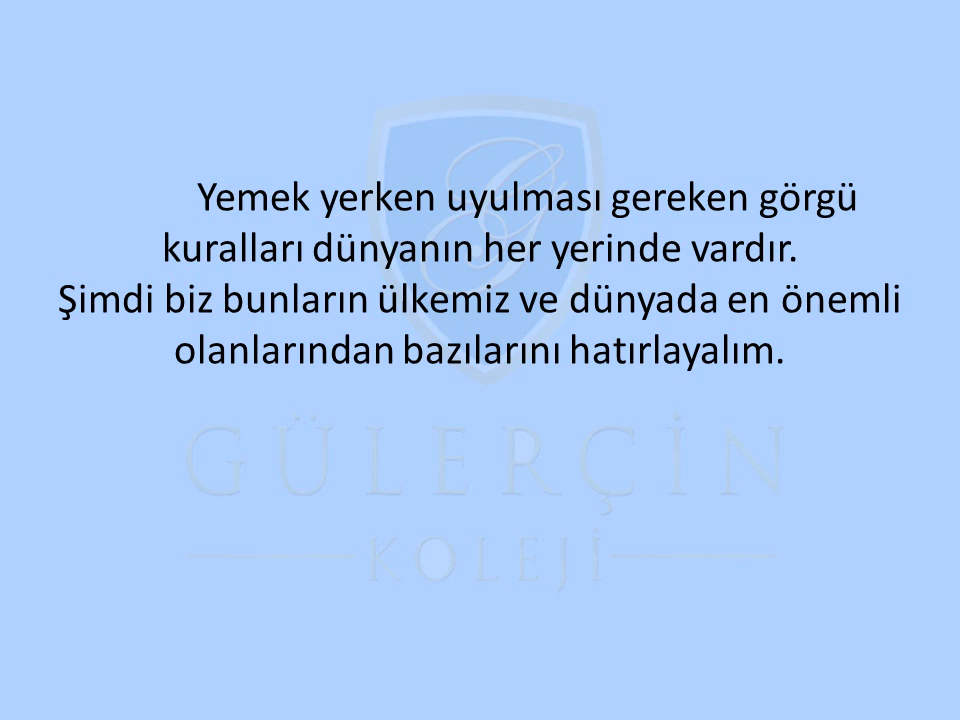 Yemek yerken uyulması gereken görgü
kuralları dünyanın her yerinde vardır.
Şimdi biz bunların ülkemiz ve dünyada en önemli
olanlarından bazılarını hatırlayalım.
GÜLERÇİN
KOLEJİ